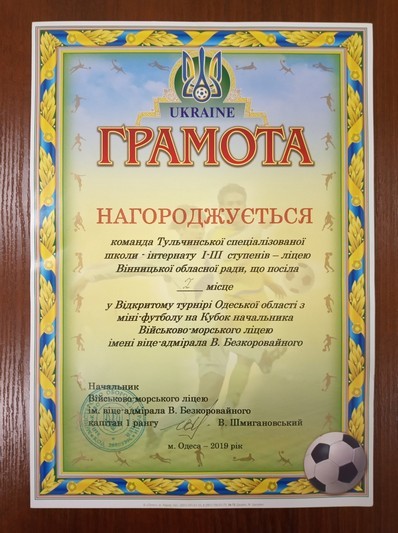 UKRAINE
ГРАМОТА
НАГОРОДЖУЄТЬСЯ
команда Тульчинської спеціалізованої
школи - інтернату І-ІІІ ступенів – ліцею
Вінницької обласної ради, що посіла
І місце
у Відкритому турнірі Одеської області з
міні-футболу на Кубок начальника
Військово-морського ліцею
імені віце-адмірала В. Безкоровайного
Начальник
Військово-морського ліцею
ім. віце-адмірала В. Безкоровайного
капітан 1 рангу В. Шмигановський
м. Одеса – 2019 рік